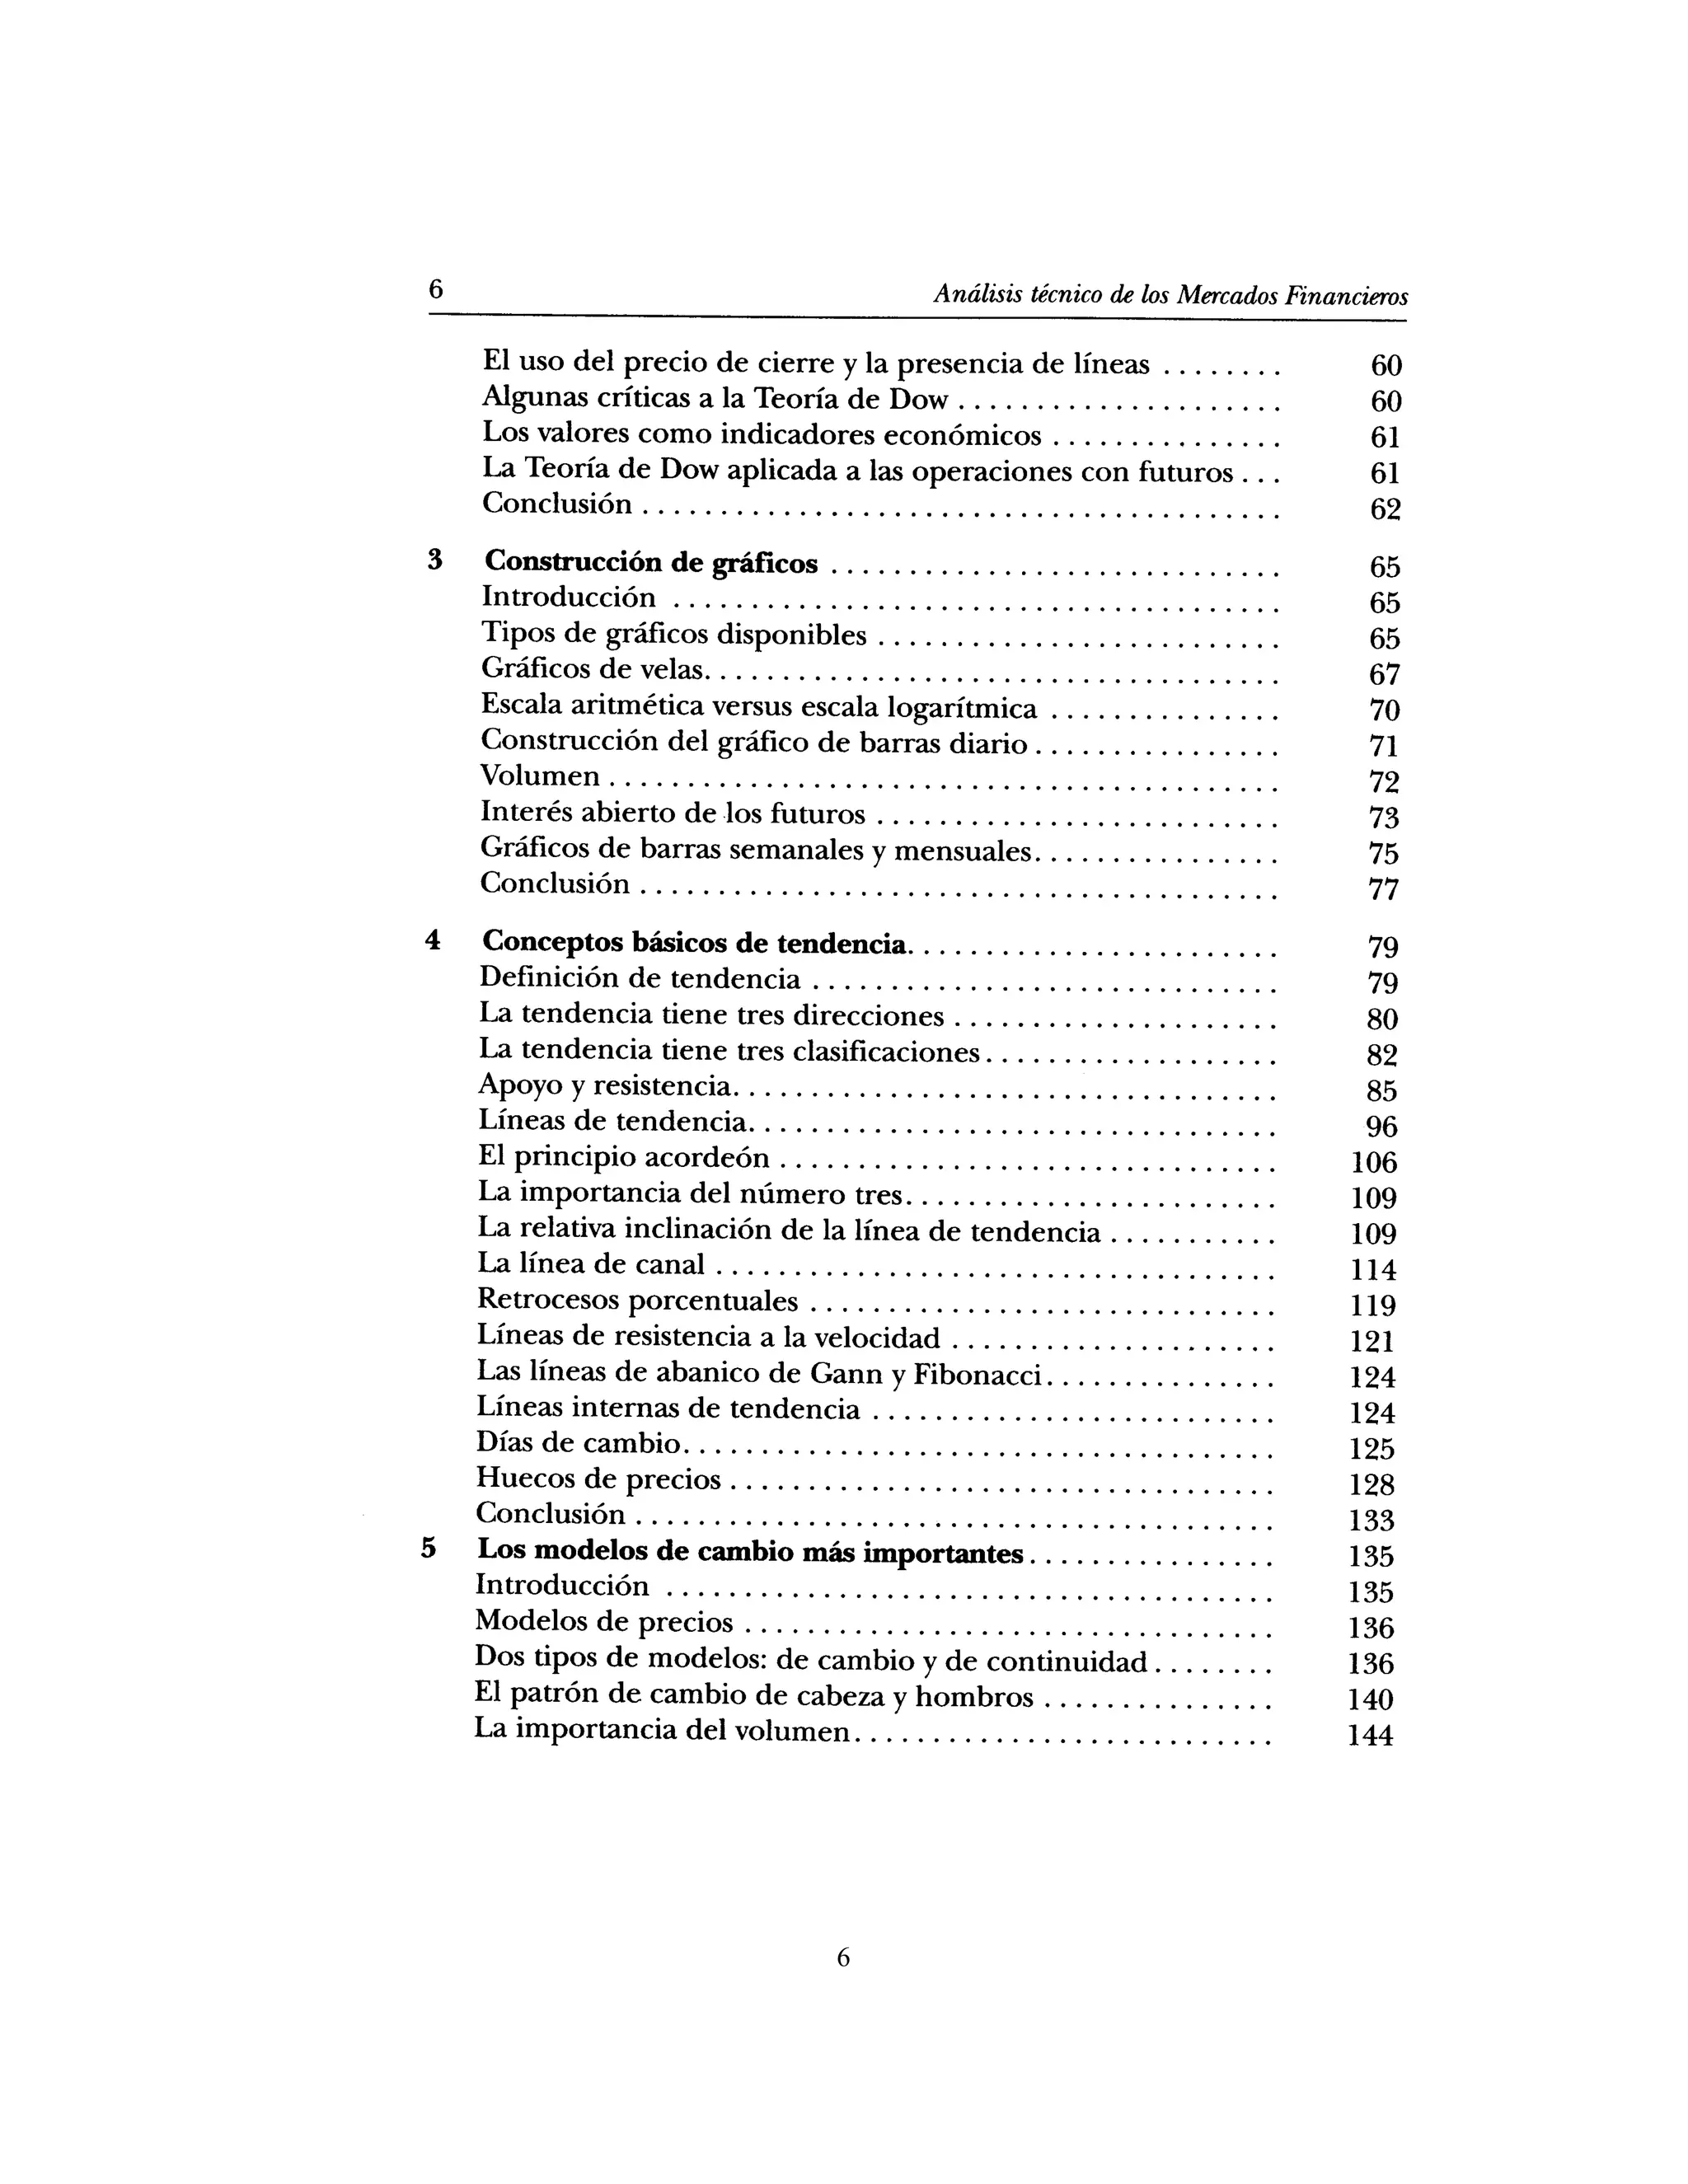 6 Análisis técnico de los Mercados Financieros
El uso del precio de cierre y la presencia de líneas . . . . . . . . 60
Algunas críticas a la Teoría de Dow . . . . . . . . . . . . . . . . . . . . . 60
Los valores como indicadores económicos . . . . . . . . . . . . . . . 61
La Teoría de Dow aplicada a las operaciones con futuros . . . 61
Conclusión . . . . . . . . . . . . . . . . . . . . . . . . . . . . . . . . . . . . . . . . . 62
3 Construcción de gráficos . . . . . . . . . . . . . . . . . . . . . . . . . . . . . 65
Introducción . . . . . . . . . . . . . . . . . . . . . . . . . . . . . . . . . . . . . . . 65
Tipos de gráficos disponibles . . . . . . . . . . . . . . . . . . . . . . . . . . 65
Gráficos de velas. . . . . . . . . . . . . . . . . . . . . . . . . . . . . . . . . . . . . 67
Escala aritmética versus escala logarítmica . . . . . . . . . . . . . . . 70
Construcción del gráfico de barras diario . . . . . . . . . . . . . . . . 71
Volumen . . . . . . . . . . . . . . . . . . . . . . . . . . . . . . . . . . . . . . . . . . . 72
Interés abierto de los futuros . . . . . . . . . . . . . . . . . . . . . . . . . . 73
Gráficos de barras semanales y mensuales. . . . . . . . . . . . . . . . 75
Conclusión . . . . . . . . . . . . . . . . . . . . . . . . . . . . . . . . . . . . . . . . . 77
4 Conceptos básicos de tendencia. . . . . . . . . . . . . . . . . . . . . . . . 79
Definición de tendencia . . . . . . . . . . . . . . . . . . . . . . . . . . . . . . 79
La tendencia tiene tres direcciones . . . . . . . . . . . . . . . . . . . . . 80
La tendencia tiene tres clasificaciones . . . . . . . . . . . . . . . . . . . 82
Apoyo y resistencia. . . . . . . . . . . . . . . . . . . . . . . . . . . . . . . . . . . 85
Líneas de tendencia. . . . . . . . . . . . . . . . . . . . . . . . . . . . . . . . . . 96
El principio acordeón . . . . . . . . . . . . . . . . . . . . . . . . . . . . . . . . 106
La importancia del número tres. . . . . . . . . . . . . . . . . . . . . . . . 109
La relativa inclinación de la línea de tendencia . . . . . . . . . . . 109
La línea de canal . . . . . . . . . . . . . . . . . . . . . . . . . . . . . . . . . . . . 114
Retrocesos porcentuales . . . . . . . . . . . . . . . . . . . . . . . . . . . . . . 119
Líneas de resistencia a la velocidad . . . . . . . . . . . . . . . . . . . . . 121
Las líneas de abanico de Gann y Fibonacci. . . . . . . . . . . . . . . 124
Líneas internas de tendencia . . . . . . . . . . . . . . . . . . . . . . . . . . 124
Días de cambio. . . . . . . . . . . . . . . . . . . . . . . . . . . . . . . . . . . . . . 125
Huecos de precios . . . . . . . . . . . . . . . . . . . . . . . . . . . . . . . . . . . 128
Conclusión . . . . . . . . . . . . . . . . . . . . . . . . . . . . . . . . . . . . . . . . . 133
5 Los modelos de cambio más importantes . . . . . . . . . . . . . . . . 135
Introducción . . . . . . . . . . . . . . . . . . . . . . . . . . . . . . . . . . . . . . . 135
Modelos de precios . . . . . . . . . . . . . . . . . . . . . . . . . . . . . . . . . . 136
Dos tipos de modelos: de cambio y de continuidad . . . . . . . . 136
El patrón de cambio de cabeza y hombros . . . . . . . . . . . . . . . 140
La importancia del volumen. . . . . . . . . . . . . . . . . . . . . . . . . . . 144
6